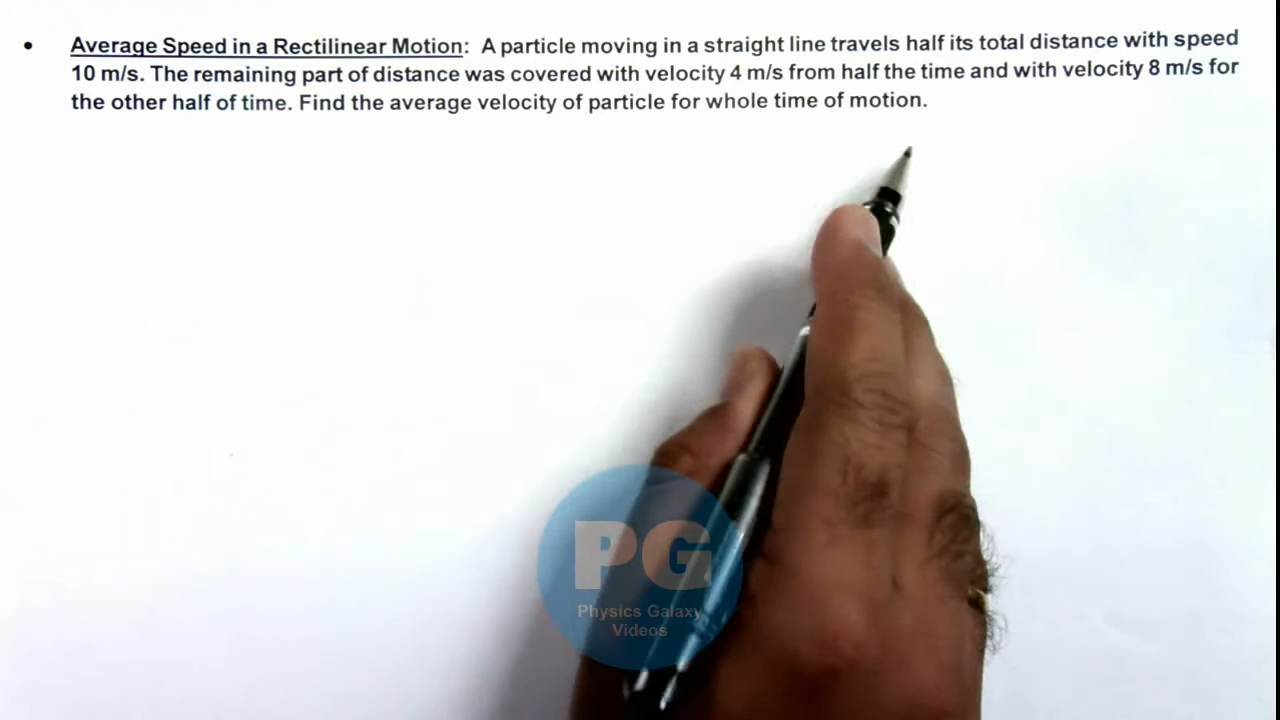 • Average Speed in a Rectilinear Motion: A particle moving in a straight line travels half its total distance with speed
10 m/s. The remaining part of distance was covered with velocity 4 m/s from half the time and with velocity 8 m/s for
the other half of time. Find the average velocity of particle for whole time of motion.
PG
Physics Galaxy
Videos